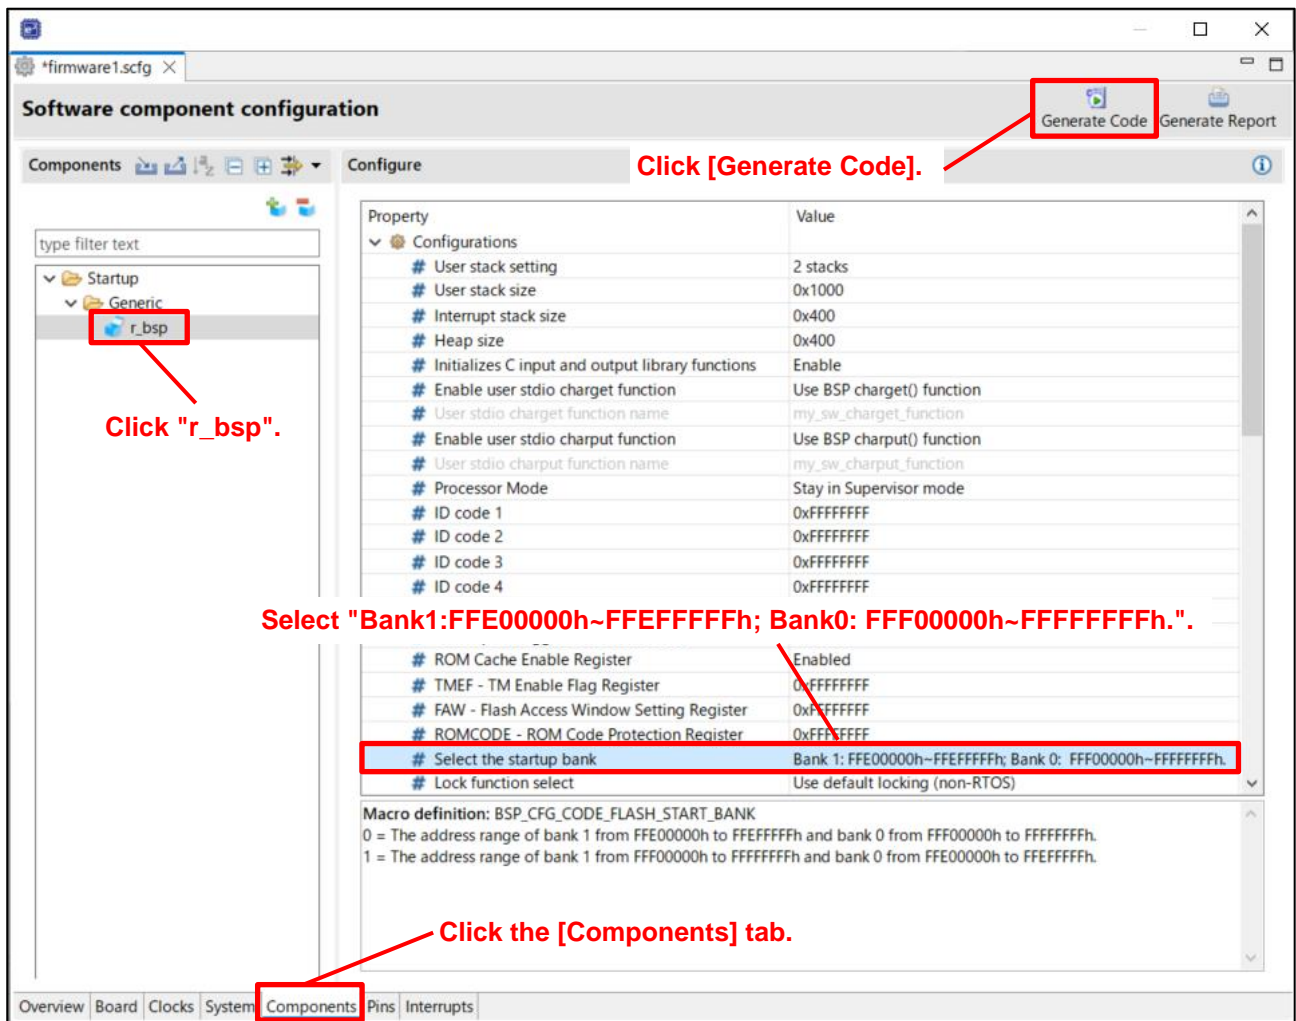 *firmware1.scfg
Software component configuration
Generate Code Generate Report
Components
Configure
Click [Generate Code].
type filter text
Startup
Generic
r_bsp
Click "r_bsp".
Property Value
Configurations
# User stack setting 2 stacks
# User stack size 0x1000
# Interrupt stack size 0x400
# Heap size 0x400
# Initializes C input and output library functions Enable
# Enable user stdio charget function Use BSP charget() function
# User stdio charget function name my_sw_charget_function
# Enable user stdio charput function Use BSP charput() function
# User stdio charput function name my_sw_charput_function
# Processor Mode Stay in Supervisor mode
# ID code 1 0xFFFFFFFF
# ID code 2 0xFFFFFFFF
# ID code 3 0xFFFFFFFF
# ID code 4 0xFFFFFFFF
Select "Bank1:FFE00000h~FFEFFFFFh; Bank0: FFF00000h~FFFFFFFFh.".
# ROM Cache Enable Register Enabled
# TMEF - TM Enable Flag Register 0xFFFFFFFF
# FAW - Flash Access Window Setting Register 0xFFFFFFFF
# ROMCODE - ROM Code Protection Register 0xFFFFFFFF
# Select the startup bank Bank 1: FFE00000h~FFEFFFFFh; Bank 0: FFF00000h~FFFFFFFFh.
# Lock function select Use default locking (non-RTOS)
Macro definition: BSP_CFG_CODE_FLASH_START_BANK
0 = The address range of bank 1 from FFE00000h to FFEFFFFFh and bank 0 from FFF00000h to FFFFFFFFh.
1 = The address range of bank 1 from FFF00000h to FFFFFFFFh and bank 0 from FFE00000h to FFEFFFFFh.
Click the [Components] tab.
Overview Board Clocks System Components Pins Interrupts